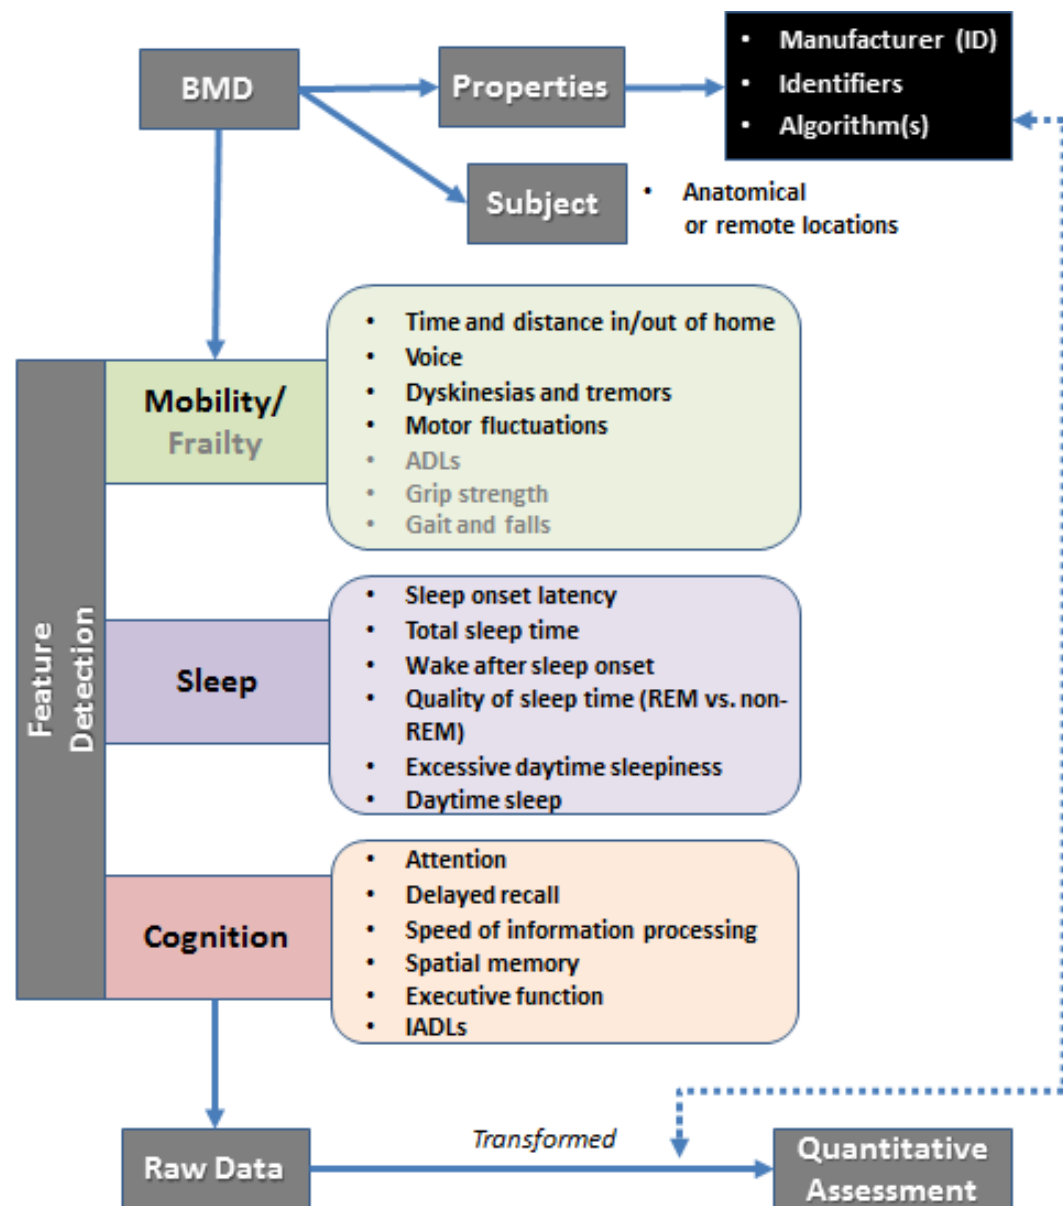 BMD
Properties
• Manufacturer (ID)
• Identifiers
• Algorithm(s)
Subject
• Anatomical
or remote locations
Feature
Detection
Mobility/
Frailty
• Time and distance in/out of home
• Voice
• Dyskinesias and tremors
• Motor fluctuations
• ADLs
• Grip strength
• Gait and falls
Sleep
• Sleep onset latency
• Total sleep time
• Wake after sleep onset
• Quality of sleep time (REM vs. non-
REM)
• Excessive daytime sleepiness
• Daytime sleep
Cognition
• Attention
• Delayed recall
• Speed of information processing
• Spatial memory
• Executive function
• IADLs
Raw Data
Transformed
Quantitative
Assessment